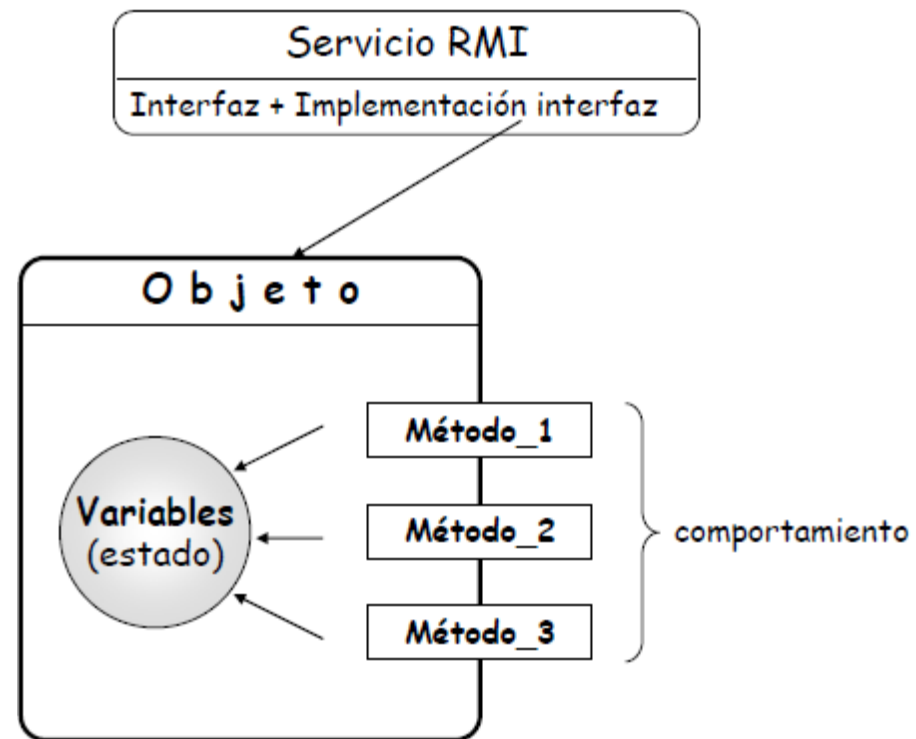 Servicio RMI
Interfaz + Implementación interfaz
O b j e t o
Método_1
Variables
(estado)
Método_2
comportamiento
Método_3